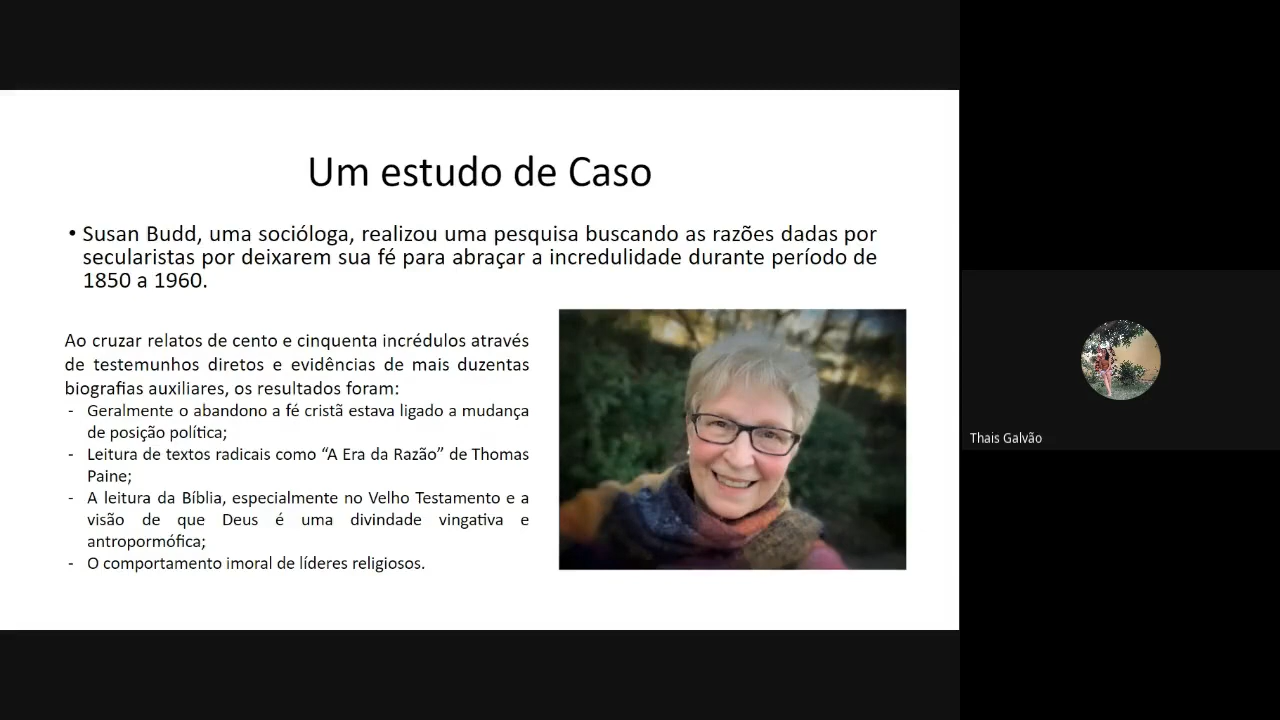 Um estudo de Caso
• Susan Budd, uma socióloga, realizou uma pesquisa buscando as razões dadas por
secularistas por deixarem sua fé para abraçar a incredulidade durante período de
1850 a 1960.
Ao cruzar relatos de cento e cinquenta incrédulos através
de testemunhos diretos e evidências de mais duzentas
biografias auxiliares, os resultados foram:
- Geralmente o abandono a fé cristã estava ligado a mudança
de posição política;
- Leitura de textos radicais como “A Era da Razão” de Thomas
Paine;
- A leitura da Bíblia, especialmente no Velho Testamento e a
visão de que Deus é uma divindade vingativa e
antropormófica;
- O comportamento imoral de líderes religiosos.
Thais Galvão